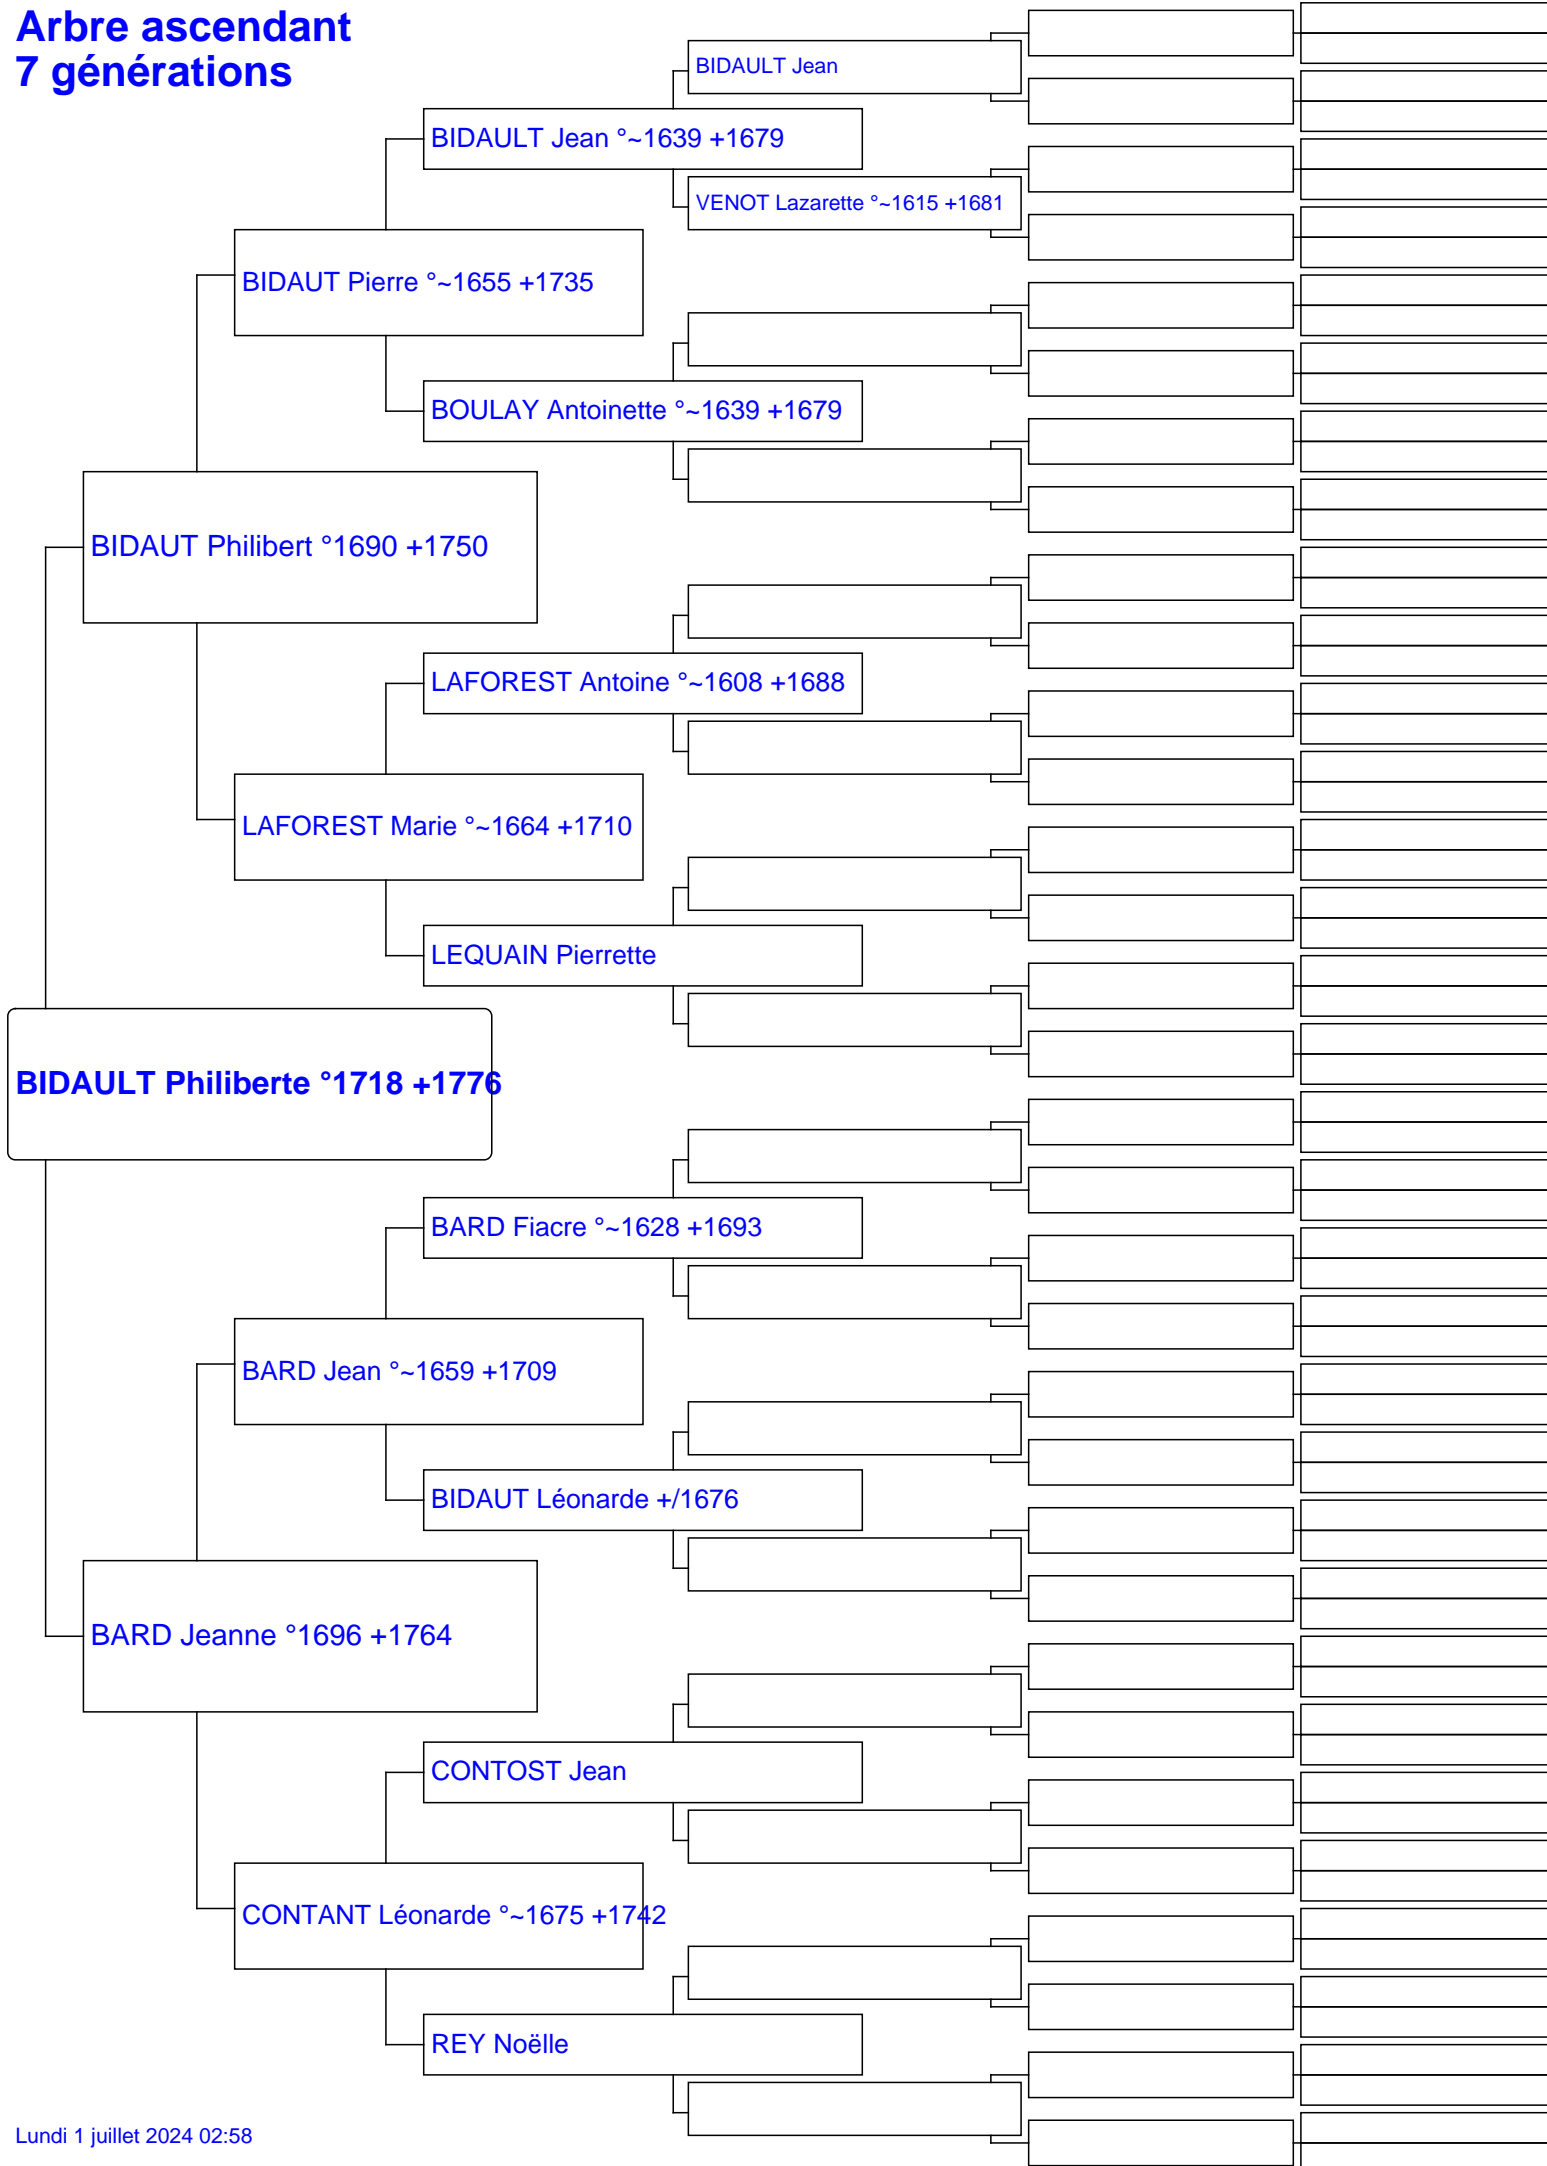 Arbre ascendant
7 générations
BIDAULT Jean
BIDAULT Jean °~1639 +1679
VENOT Lazarette °~1615 +1681
BIDAUT Pierre °~1655 +1735
BOULAY Antoinette °~1639 +1679
BIDAUT Philibert °1690 +1750
LAFOREST Antoine °~1608 +1688
LAFOREST Marie °~1664 +1710
LEQUAIN Pierrette
BIDAULT Philiberte °1718 +1776
BARD Fiacre °~1628 +1693
BARD Jean °~1659 +1709
BIDAUT Léonarde +/1676
BARD Jeanne °1696 +1764
CONTOST Jean
CONTANT Léonarde °~1675 +1742
REY Noëlle
Lundi 1 juillet 2024 02:58